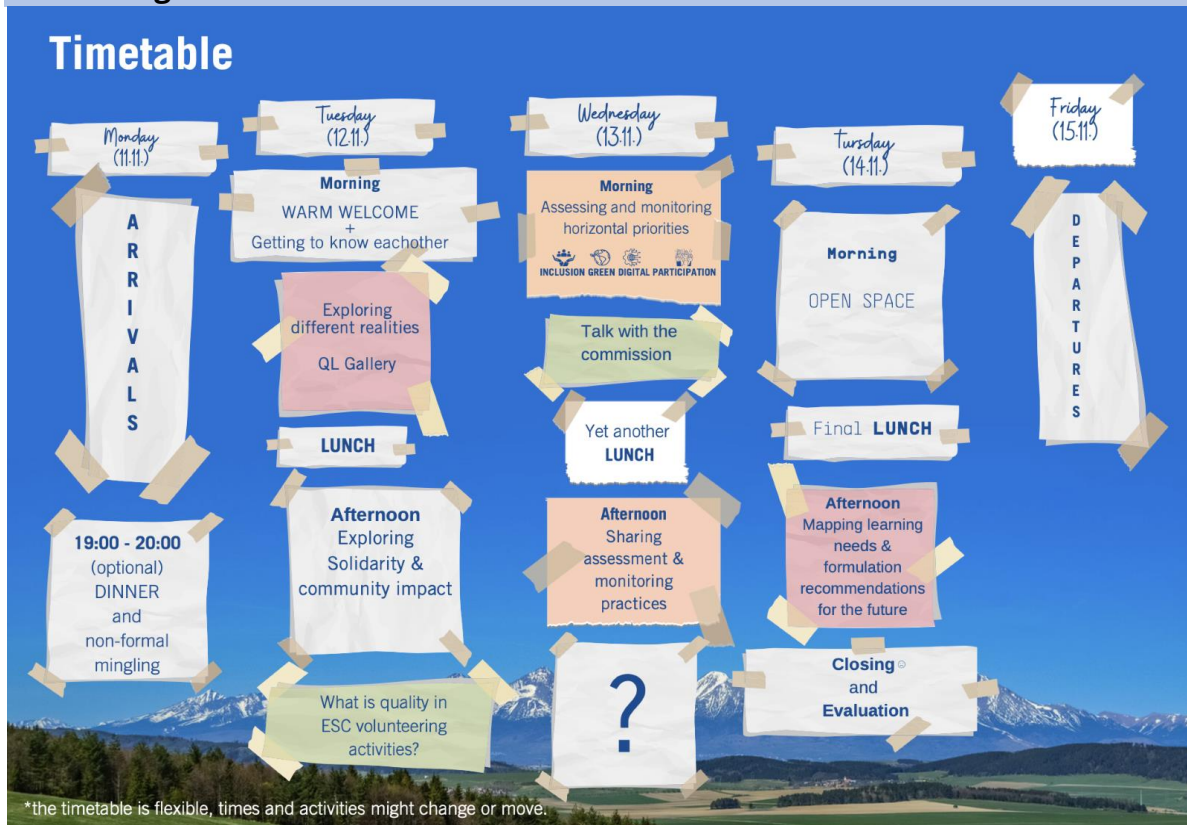 Timetable
Monday
(11.11.)
A
R
R
I
V
A
L
S
19:00 - 20:00
(optional)
DINNER
and
non-formal
mingling
Tuesday
(12.11.)
Morning
WARM WELCOME
+
Getting to know eachother
Exploring
different realities
QL Gallery
LUNCH
Afternoon
Exploring
Solidarity &
community impact
What is quality in
ESC volunteering
activities?
Wednesday
(13.11.)
Morning
Assessing and monitoring
horizontal priorities
INCLUSION GREEN DIGITAL PARTICIPATION
Talk with the
commission
Yet another
LUNCH
Afternoon
Sharing
assessment &
monitoring
practices
?
Tursday
(14.11.)
Morning
OPEN SPACE
Final LUNCH
Afternoon
Mapping learning
needs &
formulation
recommendations
for the future
Closing☺
and
Evaluation
Friday
(15.11.)
D
E
P
A
R
T
U
R
E
S
*the timetable is flexible, times and activities might change or move.